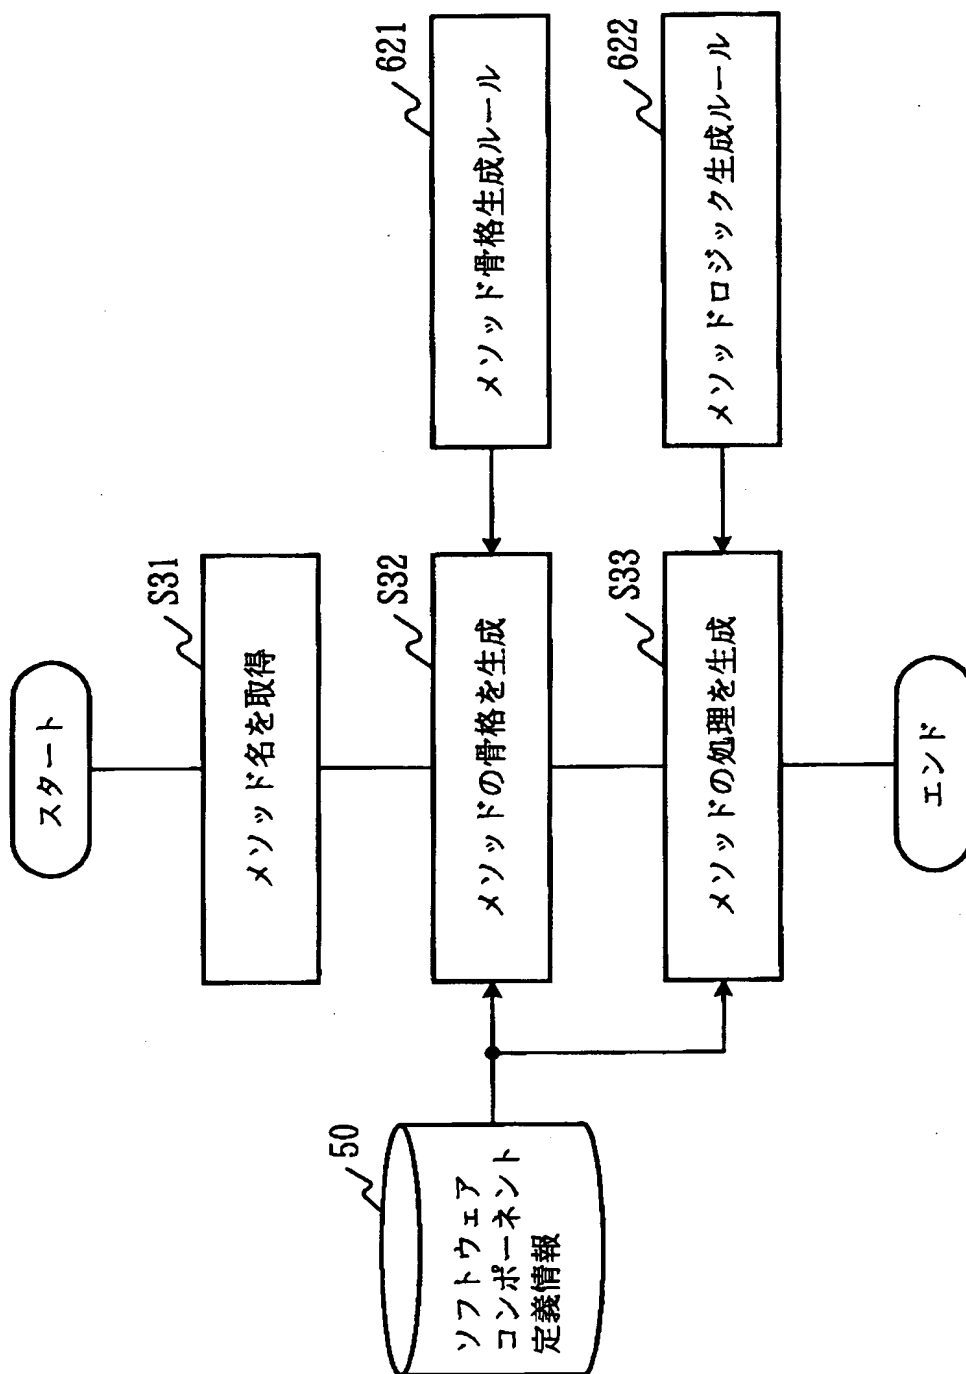 スタート
S31
メソッド名を取得
50
ソフトウェア
コンポーネント
定義情報
S32
メソッドの骨格を生成
621
メソッド骨格生成ルール
S33
メソッドの処理を生成
622
メソッドロジック生成ルール
エンド